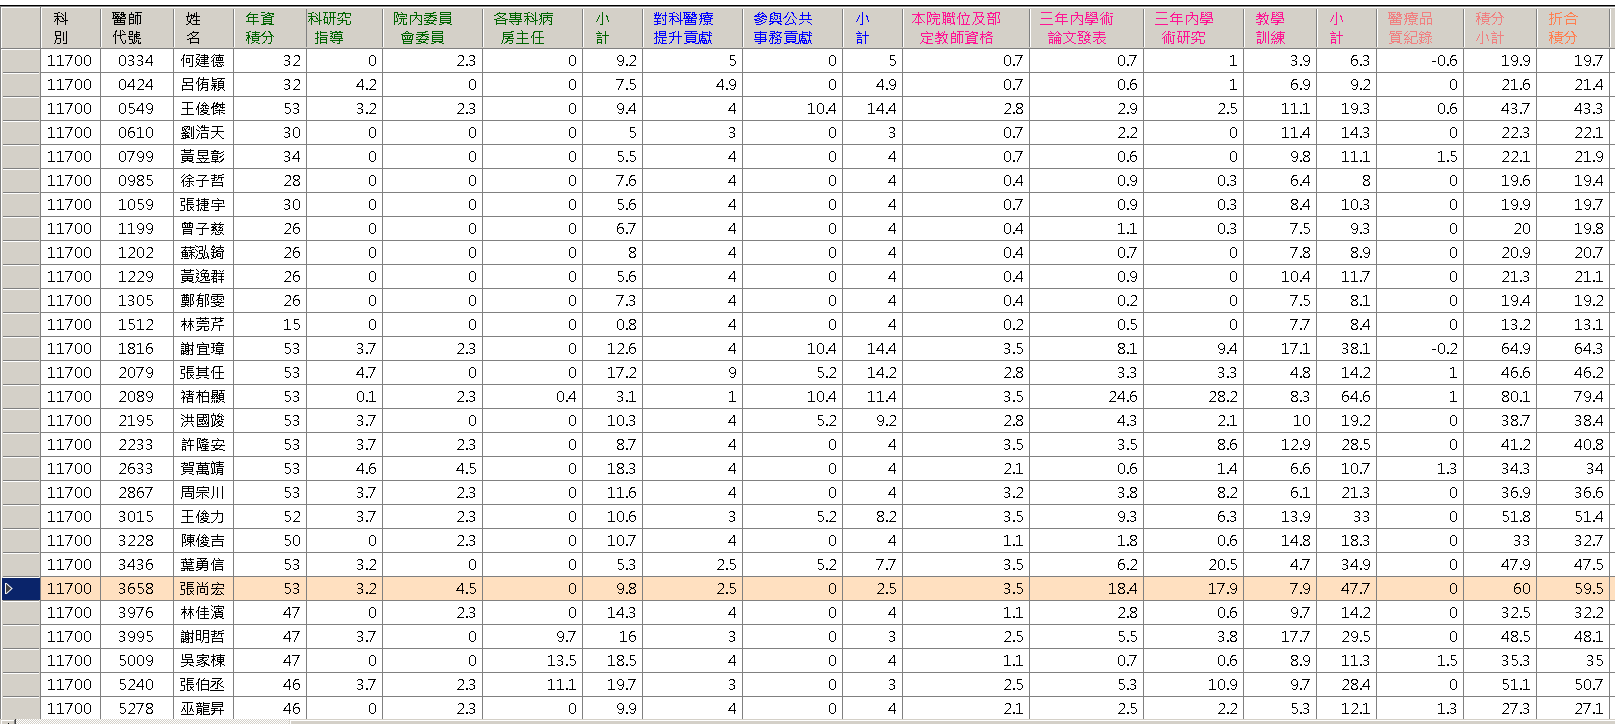 科別 醫師代號 姓名 年資積分 科研究指導 院內委員會委員 各專科病房主任 小計 對科醫療提升貢獻 參與公共事務貢獻 小計 本院職位及部定教師資格 三年內學術論文發表 三年內學術研究 教學訓練 小計 醫療品質紀錄 積分小計 折合積分
11700 0334 何建德 32 0 2.3 0 9.2 5 0 5 0.7 0.7 1 3.9 6.3 -0.6 19.9 19.7
11700 0424 呂侑穎 32 4.2 0 0 7.5 4.9 0 4.9 0.7 0.6 1 6.9 9.2 0 21.6 21.4
11700 0549 王俊傑 53 3.2 2.3 0 9.4 4 10.4 14.4 2.8 2.9 2.5 11.1 19.3 0.6 43.7 43.3
11700 0610 劉浩天 30 0 0 0 5 3 0 3 0.7 2.2 0 11.4 14.3 0 22.3 22.1
11700 0799 黃昱彰 34 0 0 0 5.5 4 0 4 0.7 0.6 0 9.8 11.1 1.5 22.1 21.9
11700 0985 徐子哲 28 0 0 0 7.6 4 0 4 0.4 0.9 0.3 6.4 8 0 19.6 19.4
11700 1059 張捷宇 30 0 0 0 5.6 4 0 4 0.7 0.9 0.3 8.4 10.3 0 19.9 19.7
11700 1199 曾子慈 26 0 0 0 6.7 4 0 4 0.4 1.1 0.3 7.5 9.3 0 20 19.8
11700 1202 蘇泓錡 26 0 0 0 8 4 0 4 0.4 0.7 0 7.8 8.9 0 20.9 20.7
11700 1229 黃逸群 26 0 0 0 5.6 4 0 4 0.4 0.9 0 10.4 11.7 0 21.3 21.1
11700 1305 鄭郁雯 26 0 0 0 7.3 4 0 4 0.4 0.2 0 7.5 8.1 0 19.4 19.2
11700 1512 林莞芹 15 0 0 0 0.8 4 0 4 0.2 0.5 0 7.7 8.4 0 13.2 13.1
11700 1816 謝宜璋 53 3.7 2.3 0 12.6 4 10.4 14.4 3.5 8.1 9.4 17.1 38.1 -0.2 64.9 64.3
11700 2079 張其任 53 4.7 0 0 17.2 9 5.2 14.2 2.8 3.3 3.3 4.8 14.2 1 46.6 46.2
11700 2089 褚柏顯 53 0.1 2.3 0.4 3.1 1 10.4 11.4 3.5 24.6 28.2 8.3 64.6 1 80.1 79.4
11700 2195 洪國竣 53 3.7 0 0 10.3 4 5.2 9.2 2.8 4.3 2.1 10 19.2 0 38.7 38.4
11700 2233 許隆安 53 3.7 2.3 0 8.7 4 0 4 3.5 3.5 8.6 12.9 28.5 0 41.2 40.8
11700 2633 賀萬靖 53 4.6 4.5 0 18.3 4 0 4 2.1 0.6 1.4 6.6 10.7 1.3 34.3 34
11700 2867 周宗川 53 3.7 2.3 0 11.6 4 0 4 3.2 3.8 8.2 6.1 21.3 0 36.9 36.6
11700 3015 王俊力 52 3.7 2.3 0 10.6 3 5.2 8.2 3.5 9.3 6.3 13.9 33 0 51.8 51.4
11700 3228 陳俊吉 50 0 2.3 0 10.7 4 0 4 1.1 1.8 0.6 14.8 18.3 0 33 32.7
11700 3436 葉勇信 53 3.2 0 0 5.3 2.5 5.2 7.7 3.5 6.2 20.5 4.7 34.9 0 47.9 47.5
11700 3658 張尚宏 53 3.2 4.5 0 9.8 2.5 0 2.5 3.5 18.4 17.9 7.9 47.7 0 60 59.5
11700 3976 林佳濱 47 0 2.3 0 14.3 4 0 4 1.1 2.8 0.6 9.7 14.2 0 32.5 32.2
11700 3995 謝明哲 47 3.7 0 9.7 16 3 0 3 2.5 5.5 3.8 17.7 29.5 0 48.5 48.1
11700 5009 吳家棟 47 0 0 13.5 18.5 4 0 4 1.1 0.7 0.6 8.9 11.3 1.5 35.3 35
11700 5240 張伯丞 46 3.7 2.3 11.1 19.7 3 0 3 2.5 5.3 10.9 9.7 28.4 0 51.1 50.7
11700 5278 巫龍昇 46 0 2.3 0 9.9 4 0 4 2.1 2.5 2.2 5.3 12.1 1.3 27.3 27.1